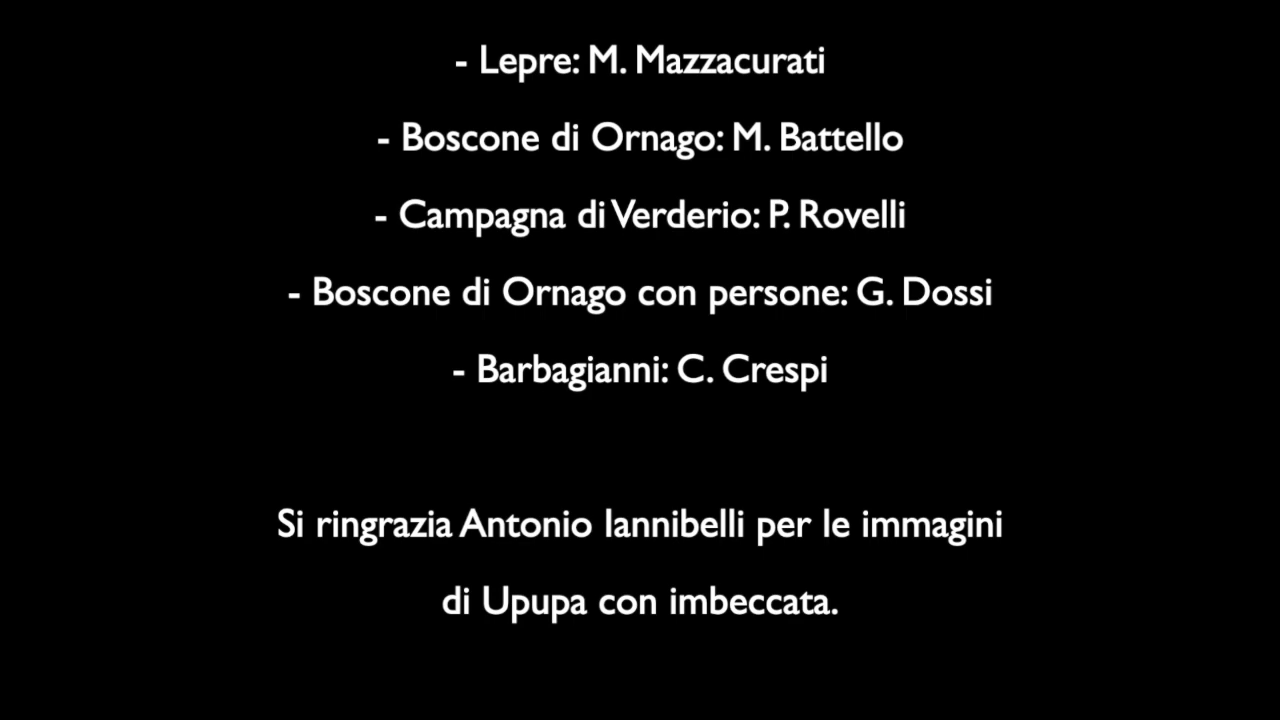 - Lepre: M. Mazzacurati
- Boscone di Ornago: M. Battello
- Campagna di Verderio: P. Rovelli
- Boscone di Ornago con persone: G. Dossi
- Barbagianni: C. Crespi
Si ringrazia Antonio Iannibelli per le immagini
di Upupa con imbeccata.